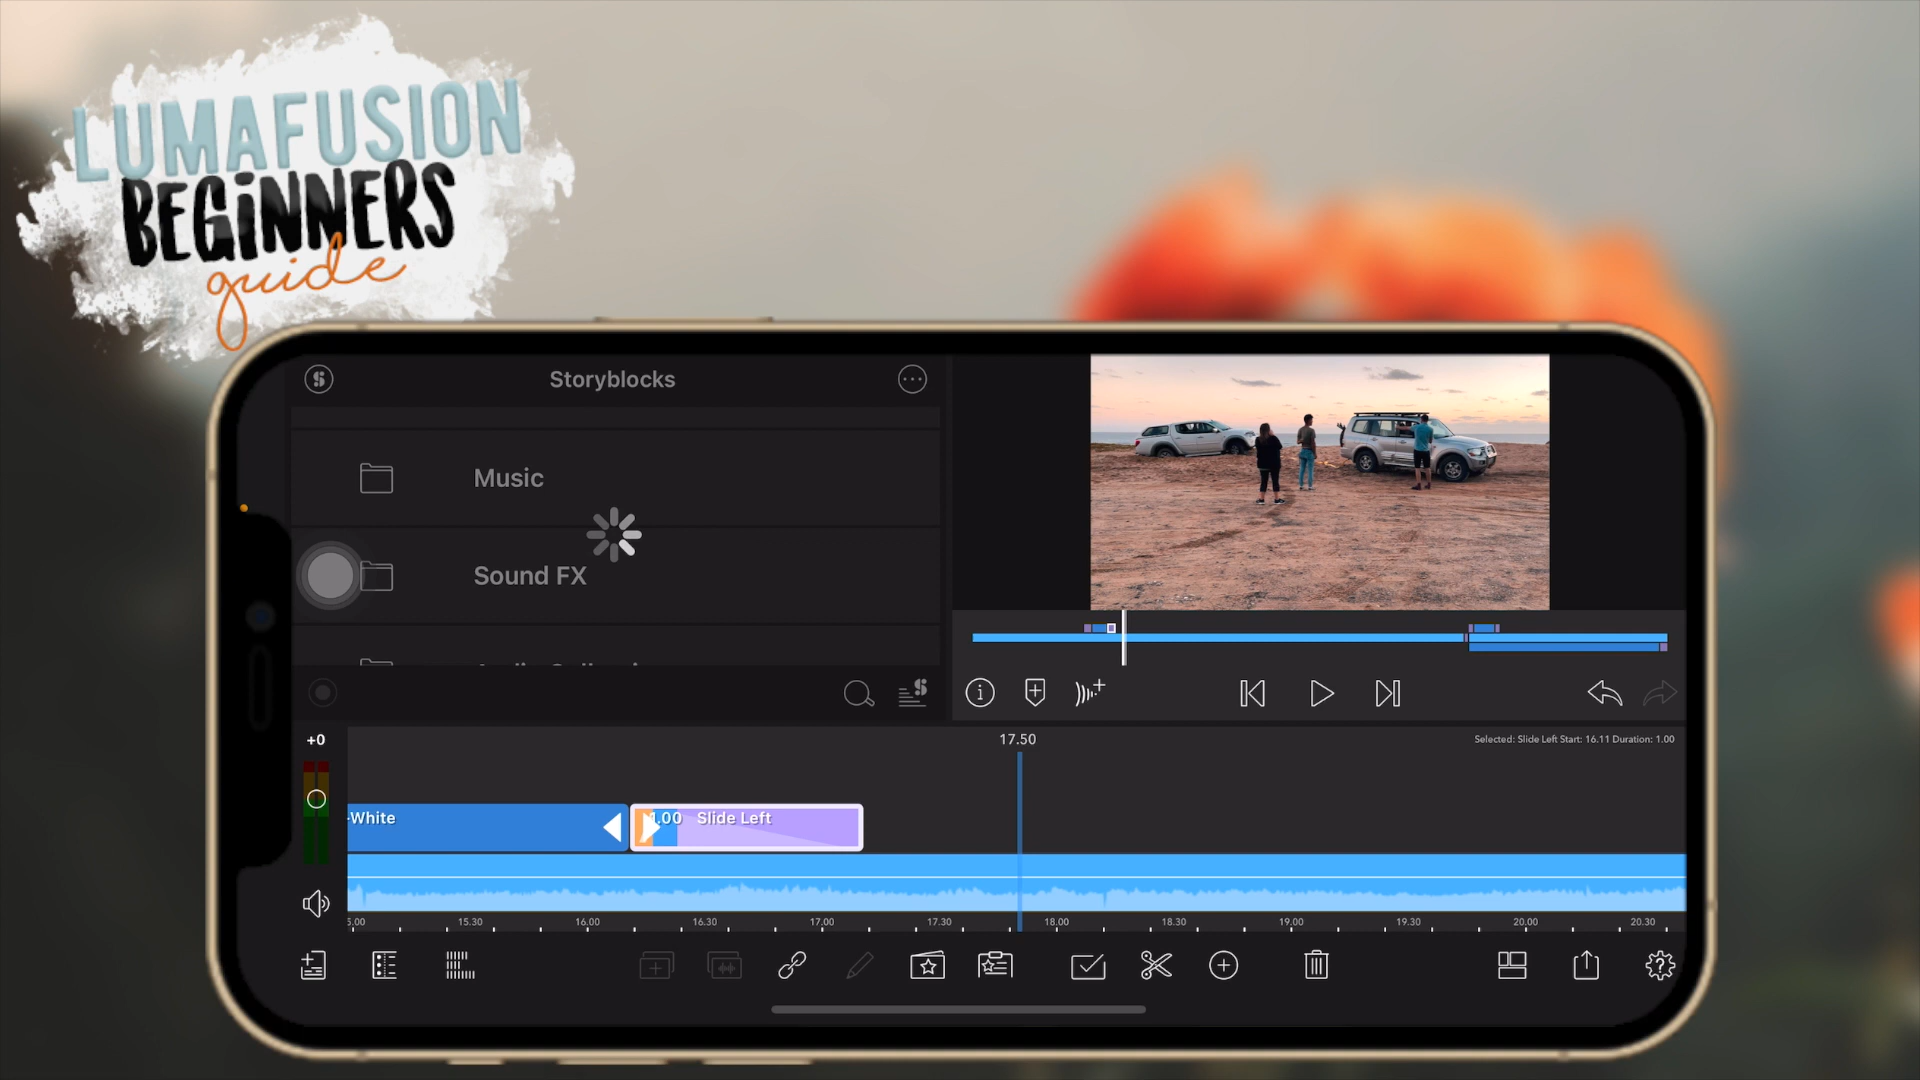 LUMAFUSION
BEGINNERS
guide
Storyblocks
Music
Sound FX
+0
17.50
Selected: Slide Left Start: 16.11 Duration: 1.00
-White
1.00 Slide Left
5.00 15.30 16.00 16.30 17.00 17.30 18.00 18.30 19.00 19.30 20.00 20.30